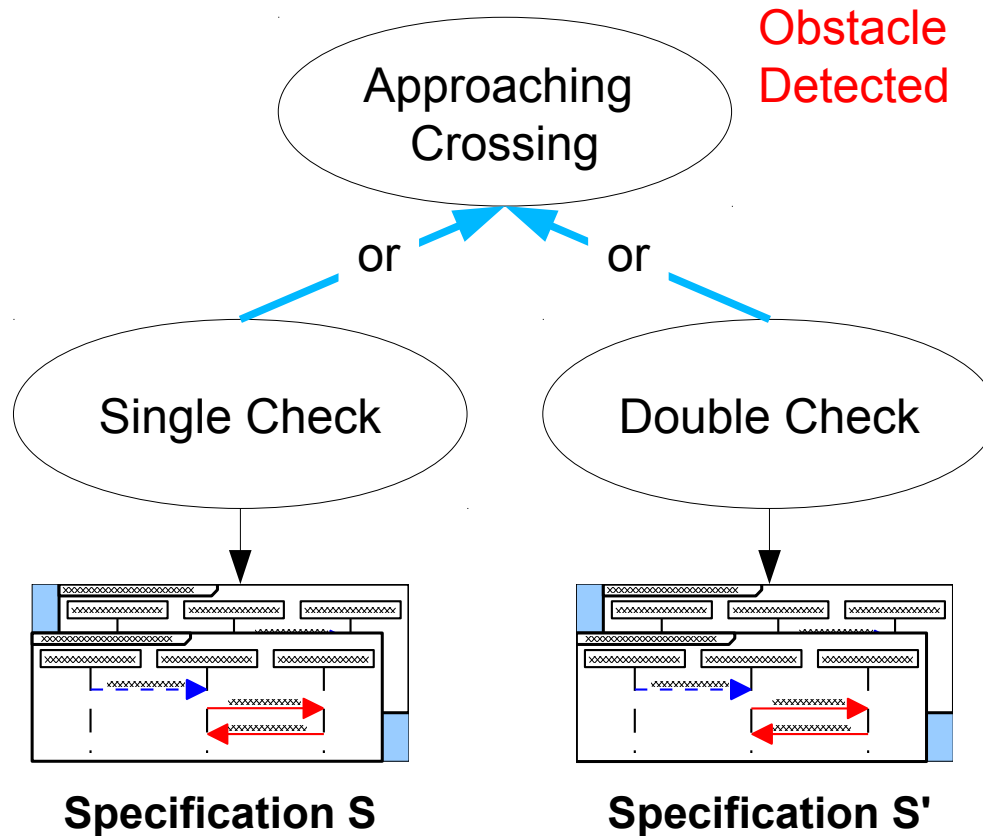 Obstacle
Detected
Approaching
Crossing
or
or
Single Check
Double Check
Specification S
Specification S'